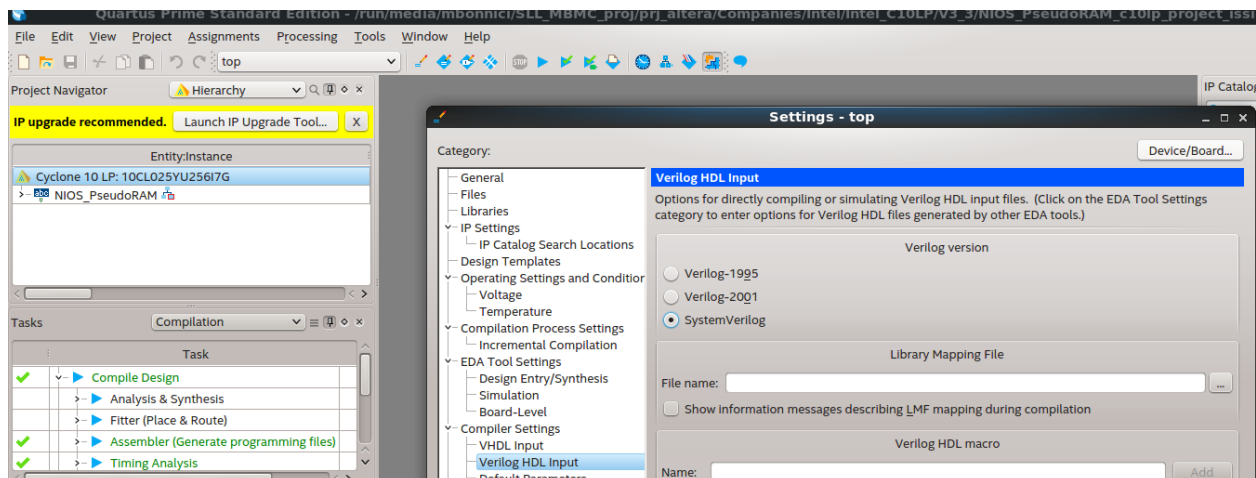 Quartus Prime Standard Edition - /run/media/mbonnici/SLL_MBMC_proj/prj_altera/Companies/Intel/Intel_C10LP/V3_3/NIOS_PseudoRAM_c10lp_project_issi
File Edit View Project Assignments Processing Tools Window Help
top
Project Navigator
Hierarchy
IP upgrade recommended. Launch IP Upgrade Tool... X
Entity:Instance
Cyclone 10 LP: 10CL025YU256I7G
abc NIOS_PseudoRAM
Tasks
Compilation
Task
Compile Design
Analysis & Synthesis
Fitter (Place & Route)
Assembler (Generate programming files)
Timing Analysis
IP Catalog
Settings - top
Category:
Device/Board...
General
Files
Libraries
IP Settings
IP Catalog Search Locations
Design Templates
Operating Settings and Condition
Voltage
Temperature
Compilation Process Settings
Incremental Compilation
EDA Tool Settings
Design Entry/Synthesis
Simulation
Board-Level
Compiler Settings
VHDL Input
Verilog HDL Input
Default Parameters
Verilog HDL Input
Options for directly compiling or simulating Verilog HDL input files. (Click on the EDA Tool Settings
category to enter options for Verilog HDL files generated by other EDA tools.)
Verilog version
Verilog-1995
Verilog-2001
SystemVerilog
Library Mapping File
File name:
...
Show information messages describing LMF mapping during compilation
Verilog HDL macro
Name:
Add